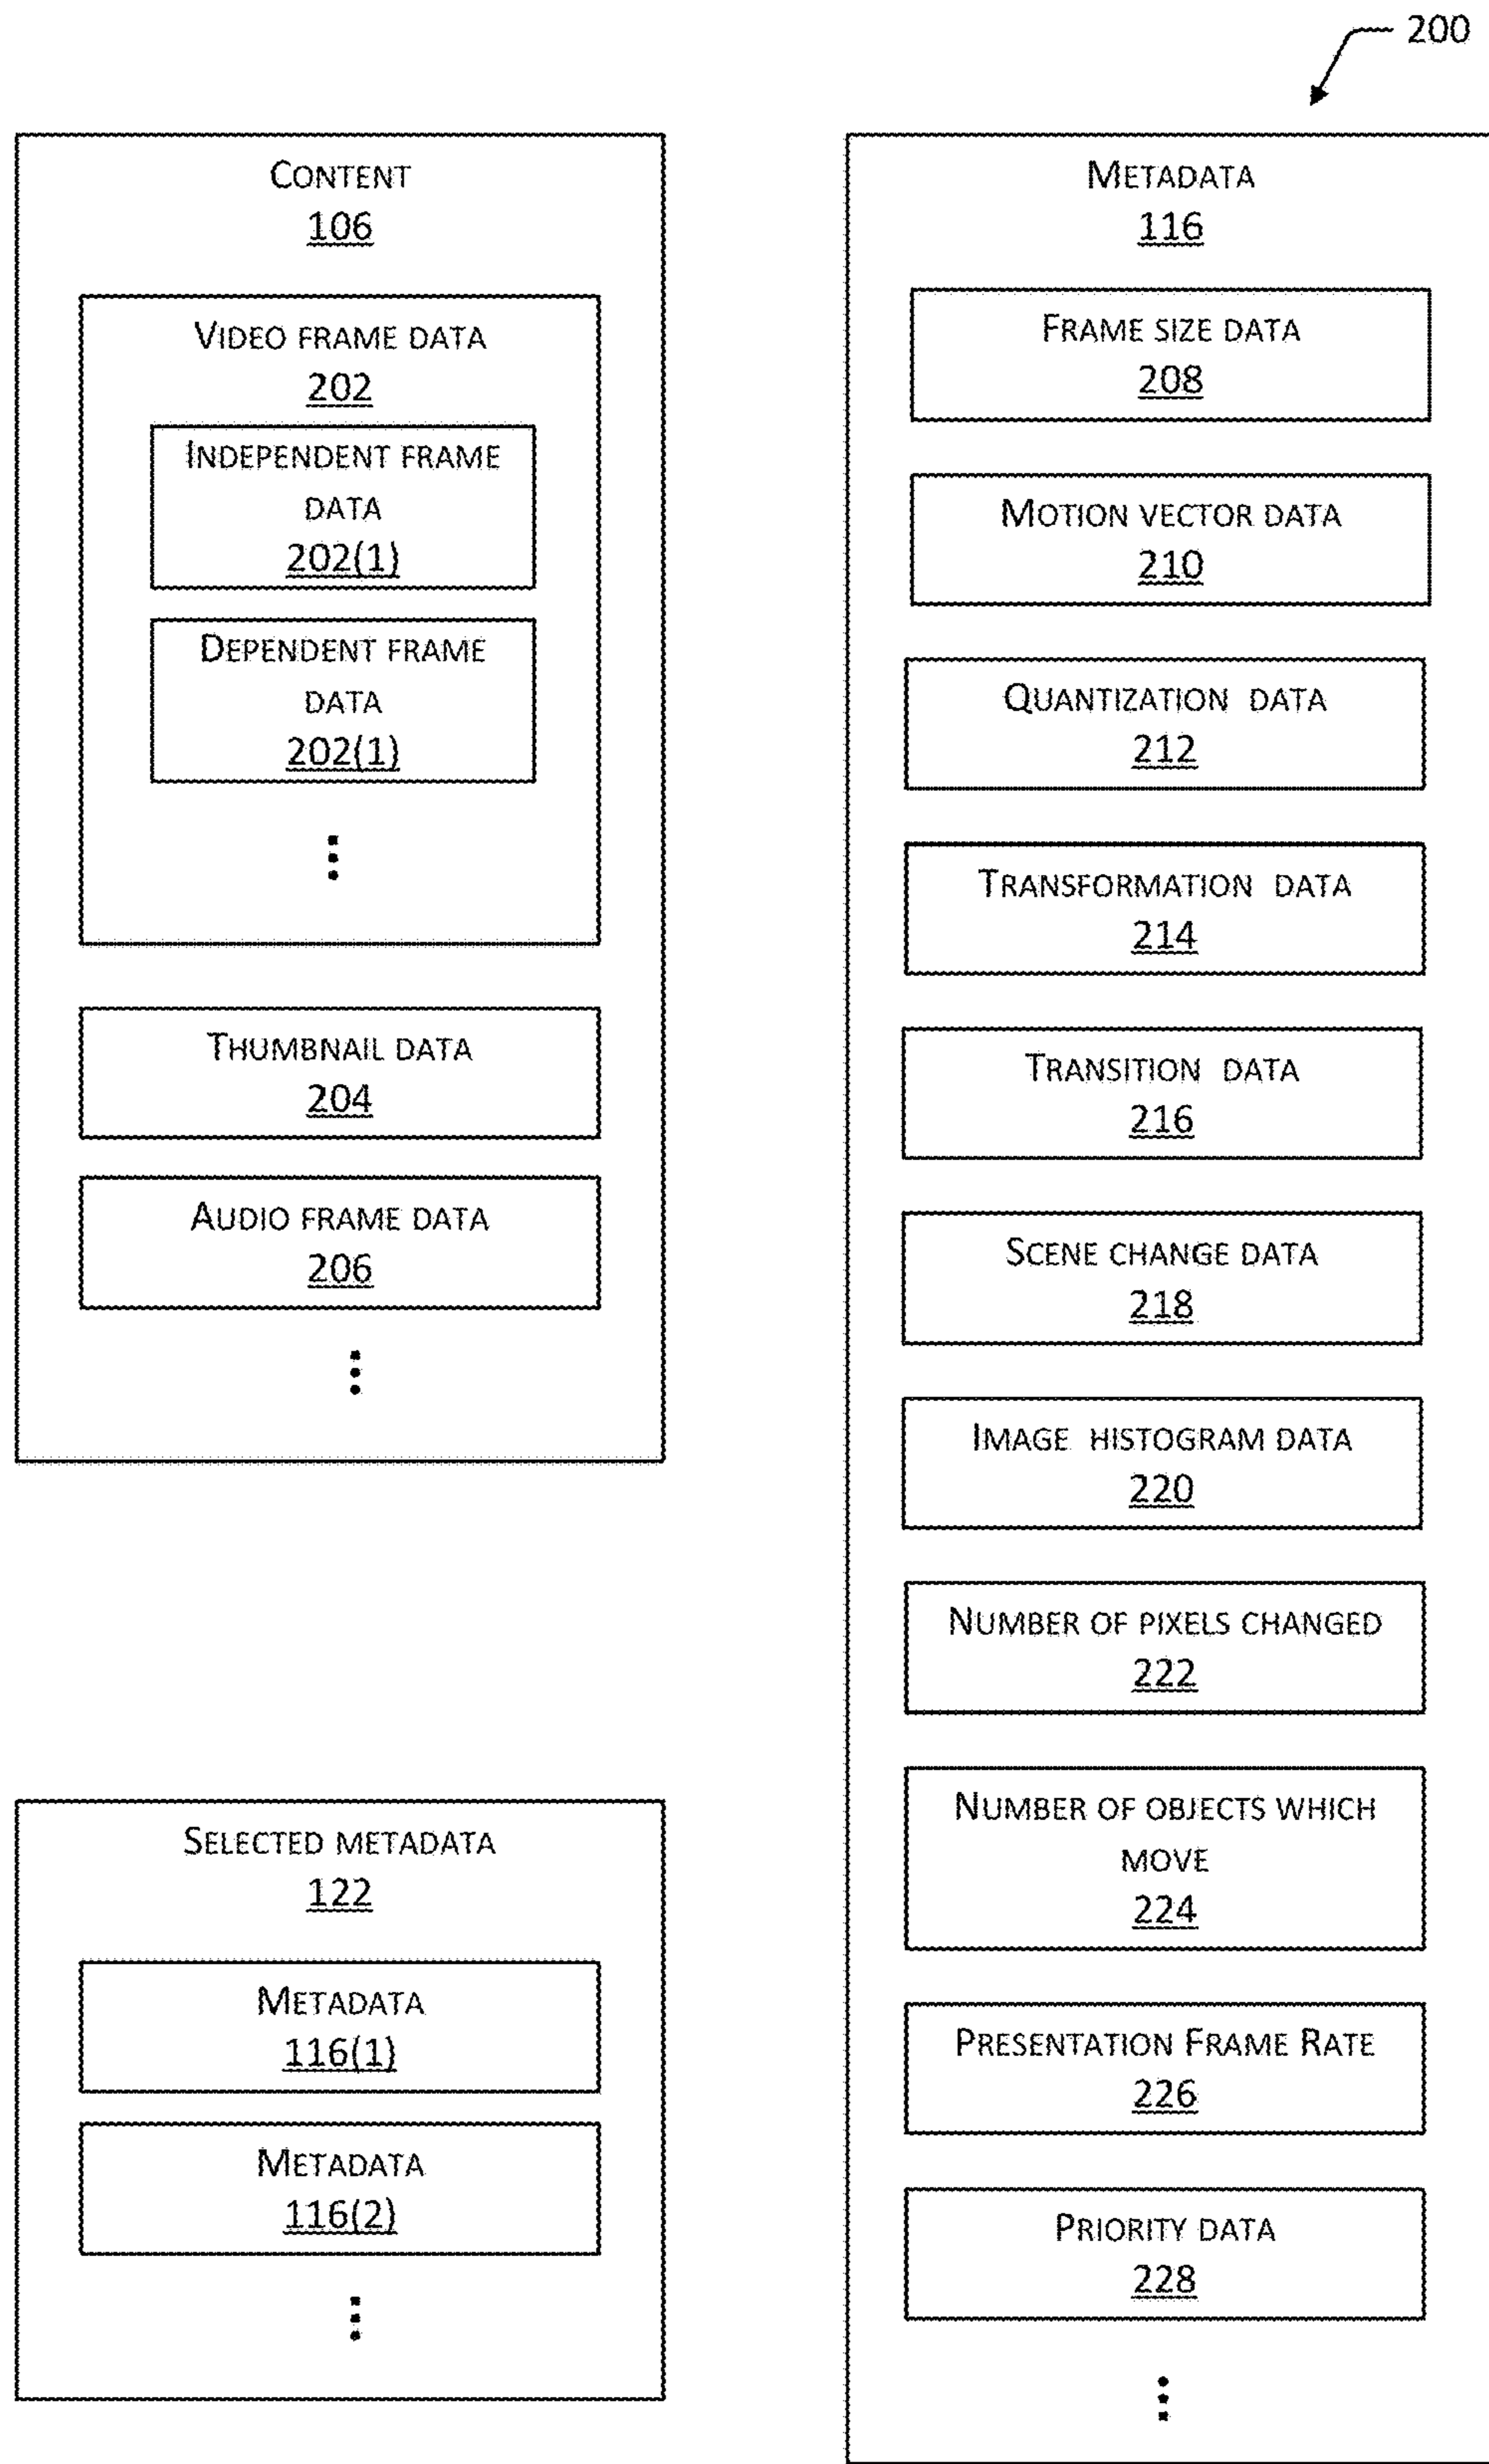 200
Content
106
Video frame data
202
Independent frame
data
202(1)
Dependent frame
data
202(1)
Thumbnail data
204
Audio frame data
206
Selected metadata
122
Metadata
116(1)
Metadata
116(2)
Metadata
116
Frame size data
208
Motion vector data
210
Quantization data
212
Transformation data
214
Transition data
216
Scene change data
218
Image histogram data
220
Number of pixels changed
222
Number of objects which
move
224
Presentation Frame Rate
226
Priority data
228